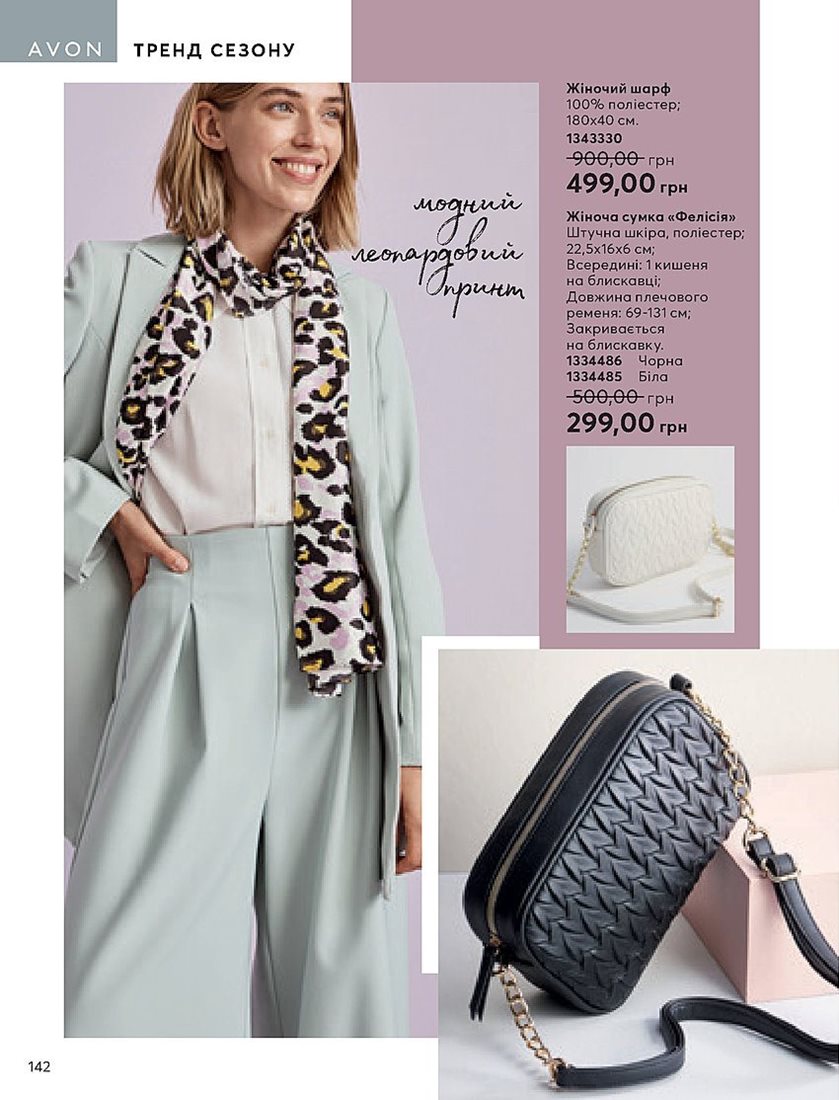 AVON ТРЕНД СЕЗОНУ
модний
леопардовий
принт
Жіночий шарф
100% поліестер;
180х40 см.
1343330
900,00 грн
499,00 грн
Жіноча сумка «Фелісія»
Штучна шкіра, поліестер;
22,5х16х6 см;
Всередині: 1 кишеня
на блискавці;
Довжина плечового
ременя: 69-131 см;
Закривається
на блискавку.
1334486 Чорна
1334485 Біла
500,00 грн
299,00 грн
142